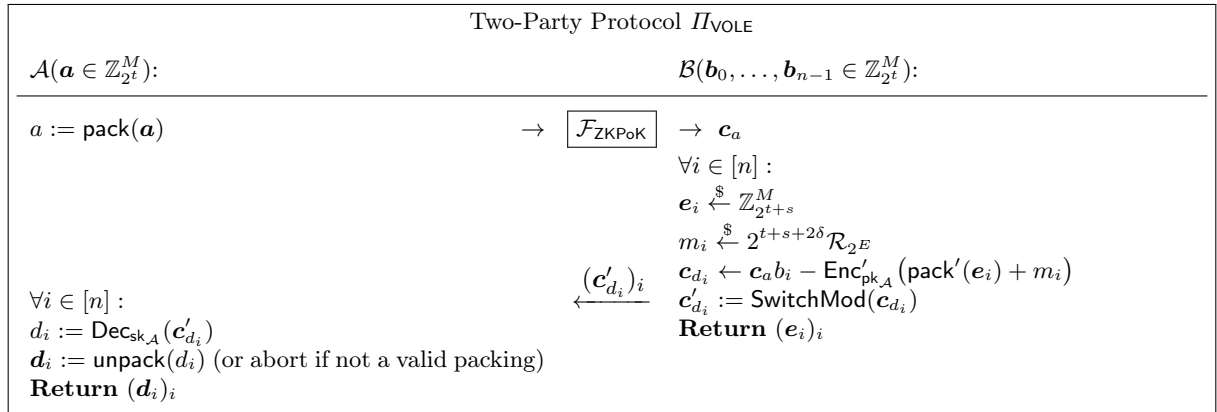 Two-Party Protocol Π_VOLE
𝒜(𝒂 ∈ ℤ_{2^t}^M): ℬ(𝒃_0, …, 𝒃_{n−1} ∈ ℤ_{2^t}^M):
a := pack(𝒂) → ℱ_ZKPoK → 𝒄_a
∀i ∈ [n] :
𝒆_i ←$ ℤ_{2^{t+s}}^M
m_i ←$ 2^{t+s+2δ} ℛ_{2^E}
𝒄_{d_i} ← 𝒄_a b_i − Enc′_{pk_𝒜}(pack′(𝒆_i) + m_i)
∀i ∈ [n] : (𝒄′_{d_i})_i ⟵ 𝒄′_{d_i} := SwitchMod(𝒄_{d_i})
d_i := Dec_{sk_𝒜}(𝒄′_{d_i}) Return (𝒆_i)_i
𝒅_i := unpack(d_i) (or abort if not a valid packing)
Return (𝒅_i)_i